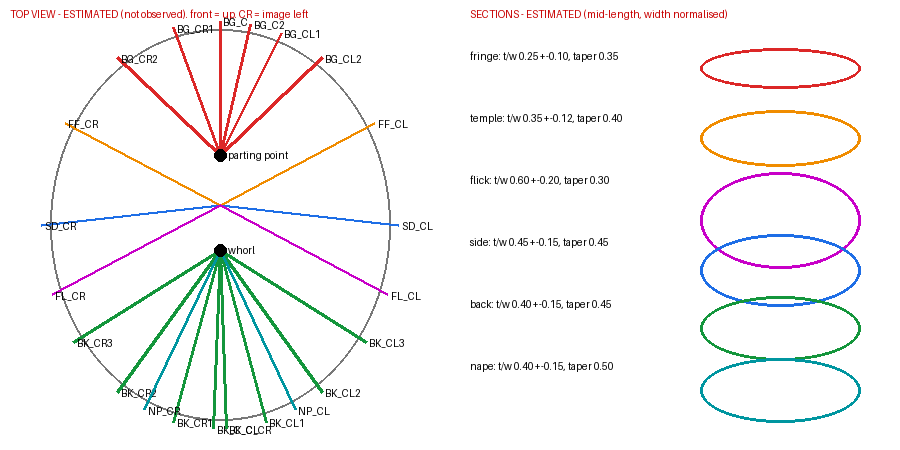 TOP VIEW - ESTIMATED (not observ ed). front = up CR = image left
BG_C
BG_C2
BG_CR1
BG_CL1
BG_CR2
BG_CL2
FF_CR
FF_CL
parting point
SD_CR
SD_CL
whorl
FL_CR
FL_CL
BK_CR3
BK_CL3
BK_CR2
BK_CL2
NP_CR
NP_CL
BK_CR1
BK_CL1
SECTIONS - ESTIMATED (mid-length, width normalised)
fringe: t/w 0.25 +-0.10, taper 0.35
temple: t/w 0.35 +-0.12, taper 0.40
flick: t/w 0.60 +-0.20, taper 0.30
side: t/w 0.45 +-0.15, taper 0.45
back: t/w 0.40 +-0.15, taper 0.45
nape: t/w 0.40 +-0.15, taper 0.50